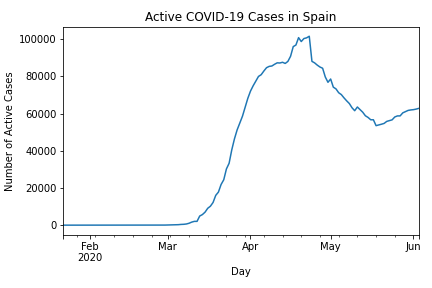 Active COVID-19 Cases in Spain
Number of Active Cases
100000
80000
60000
40000
20000
0
Feb Mar Apr May Jun
2020
Day